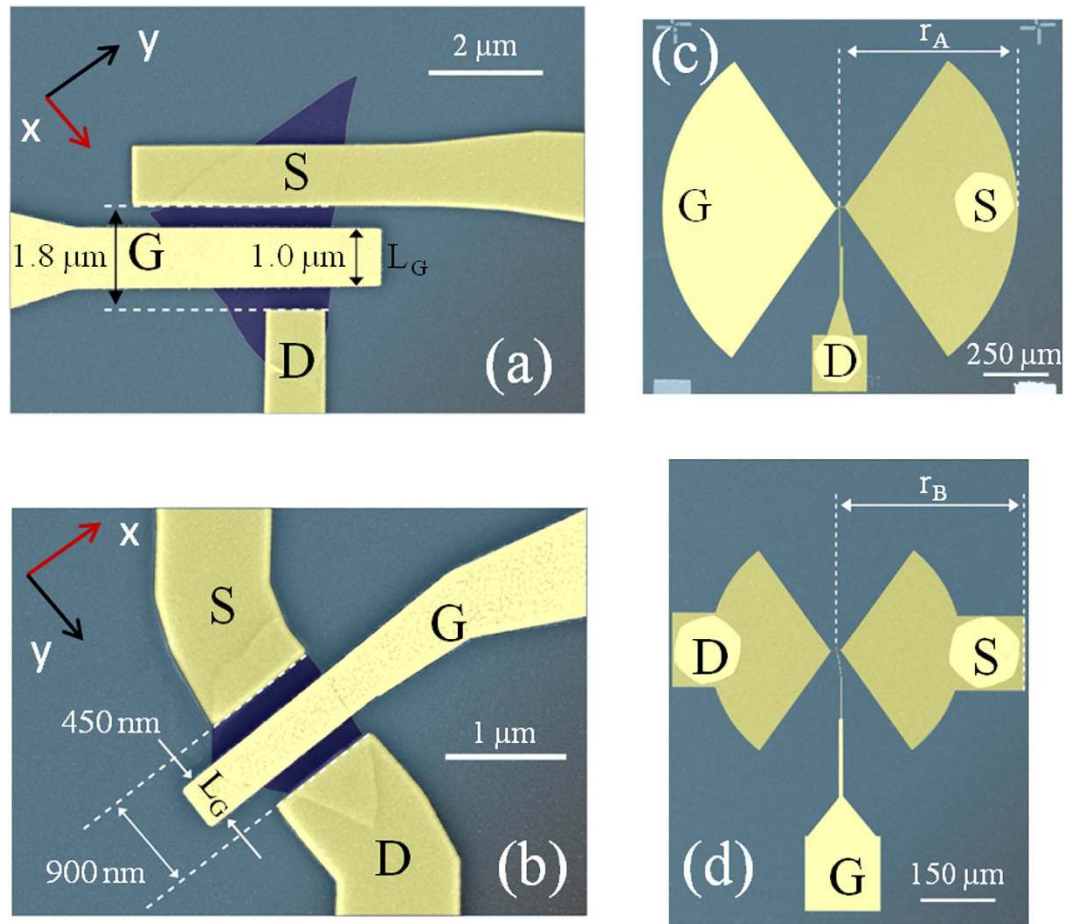 y
x
2 μm
S
1.8 μm
G
1.0 μm
L_G
D
(a)
(c)
r_A
G
S
D
250 μm
x
y
S
G
450 nm
L_G
1 μm
900 nm
D
(b)
r_B
D
S
(d)
G
150 μm